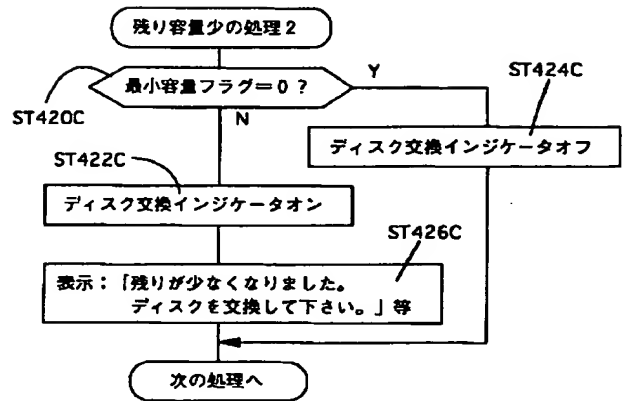 残り容量少の処理2
最小容量フラグ=0?
Y
N
ST420C
ST424C
ディスク交換インジケータオフ
ST422C
ディスク交換インジケータオン
ST426C
表示:「残りが少なくなりました。
ディスクを交換して下さい。」等
次の処理へ